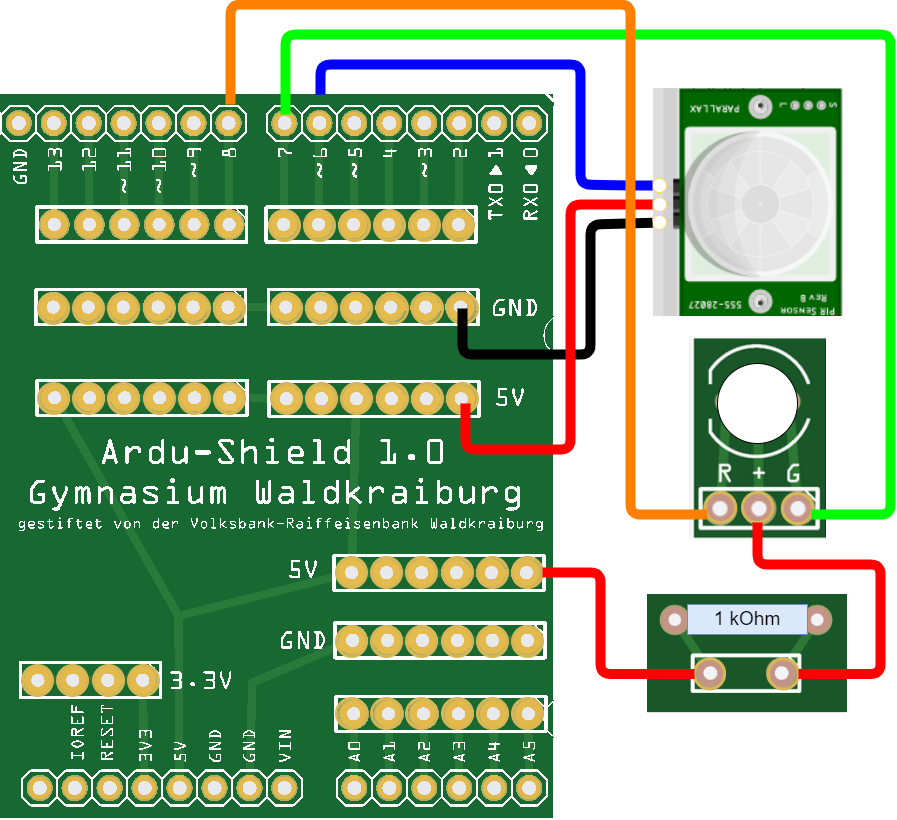 GND
13
12
~11
~10
~9
8
7
~6
~5
4
~3
2
TX0▶1
RX0◀0
GND
5V
Ardu-Shield 1.0
Gymnasium Waldkraiburg
gestiftet von der Volksbank-Raiffeisenbank Waldkraiburg
5V
GND
3.3V
IOREF
RESET
3V3
5V
GND
GND
VIN
A0
A1
A2
A3
A4
A5
PARALLAX
L
S
555-28027
PIR SENSOR
REV B
R + G
1 kOhm